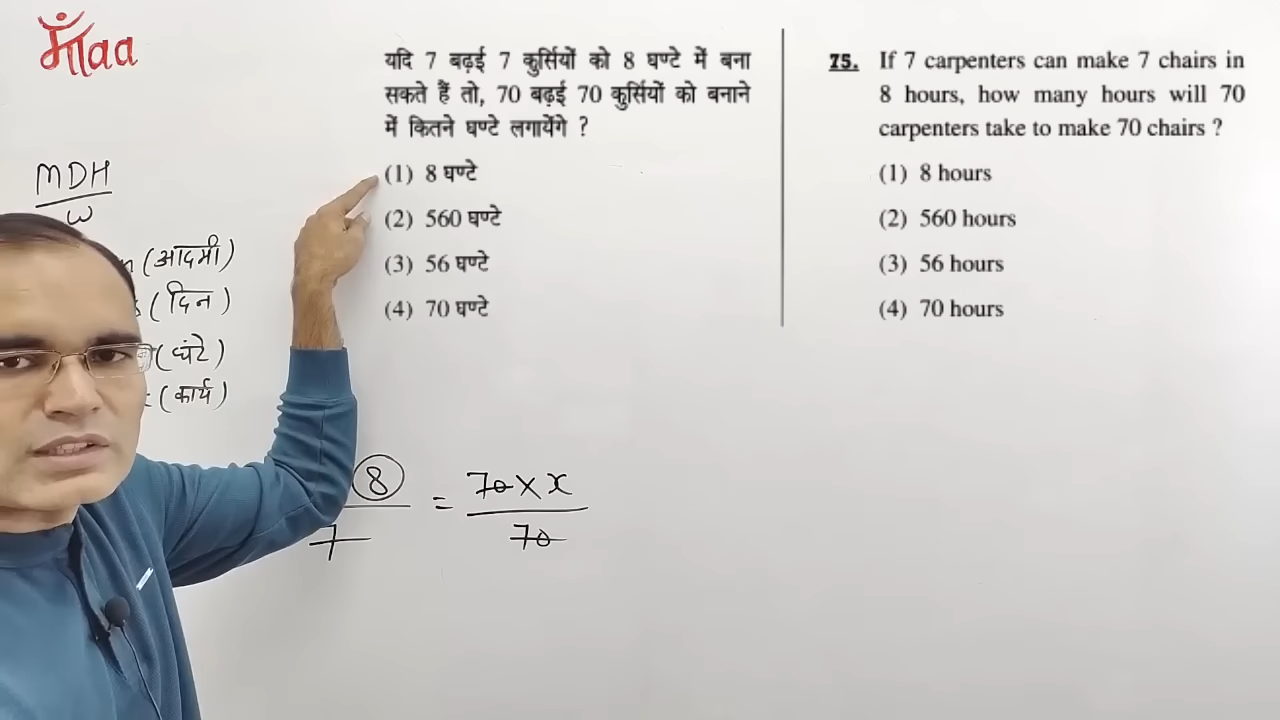 माँaa
यदि 7 बढ़ई 7 कुर्सियों को 8 घण्टे में बना
सकते हैं तो, 70 बढ़ई 70 कुर्सियों को बनाने
में कितने घण्टे लगायेंगे ?
(1) 8 घण्टे
(2) 560 घण्टे
(3) 56 घण्टे
(4) 70 घण्टे
75. If 7 carpenters can make 7 chairs in
8 hours, how many hours will 70
carpenters take to make 70 chairs ?
(1) 8 hours
(2) 560 hours
(3) 56 hours
(4) 70 hours
MDH
W
(आदमी)
(दिन)
(घंटे)
(कार्य)
8 = 70 × x
7 70